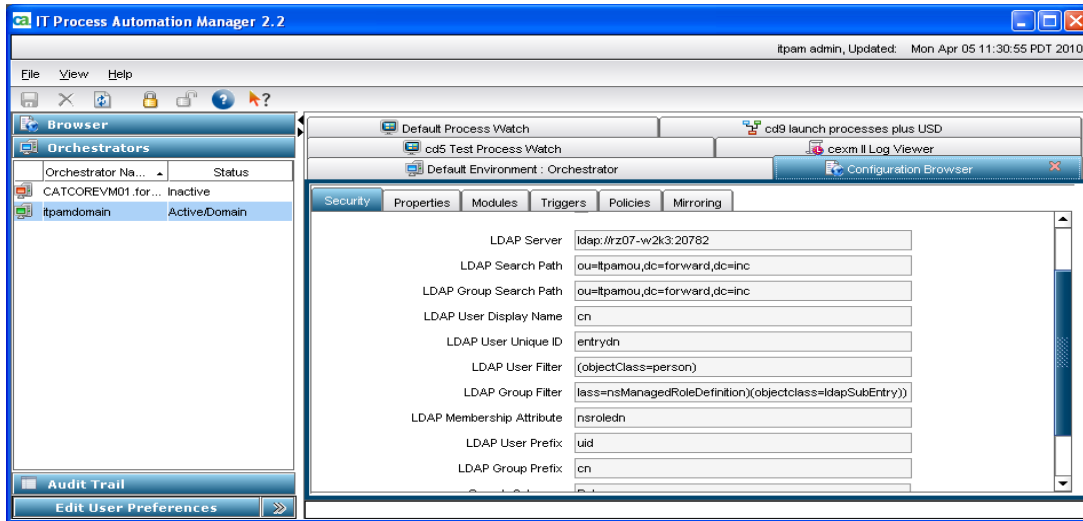 ca IT Process Automation Manager 2.2
itpam admin, Updated: Mon Apr 05 11:30:55 PDT 2010
File View Help
Browser
Orchestrators
Orchestrator Na... Status
CATCOREVM01.for... Inactive
itpamdomain Active/Domain
Audit Trail
Edit User Preferences
Default Process Watch
cd9 launch processes plus USD
cd5 Test Process Watch
cexm II Log Viewer
Default Environment : Orchestrator
Configuration Browser
Security Properties Modules Triggers Policies Mirroring
LDAP Server ldap://rz07-w2k3:20782
LDAP Search Path ou=Itpamou,dc=forward,dc=inc
LDAP Group Search Path ou=Itpamou,dc=forward,dc=inc
LDAP User Display Name cn
LDAP User Unique ID entrydn
LDAP User Filter (objectClass=person)
LDAP Group Filter lass=nsManagedRoleDefinition)(objectclass=ldapSubEntry))
LDAP Membership Attribute nsroledn
LDAP User Prefix uid
LDAP Group Prefix cn